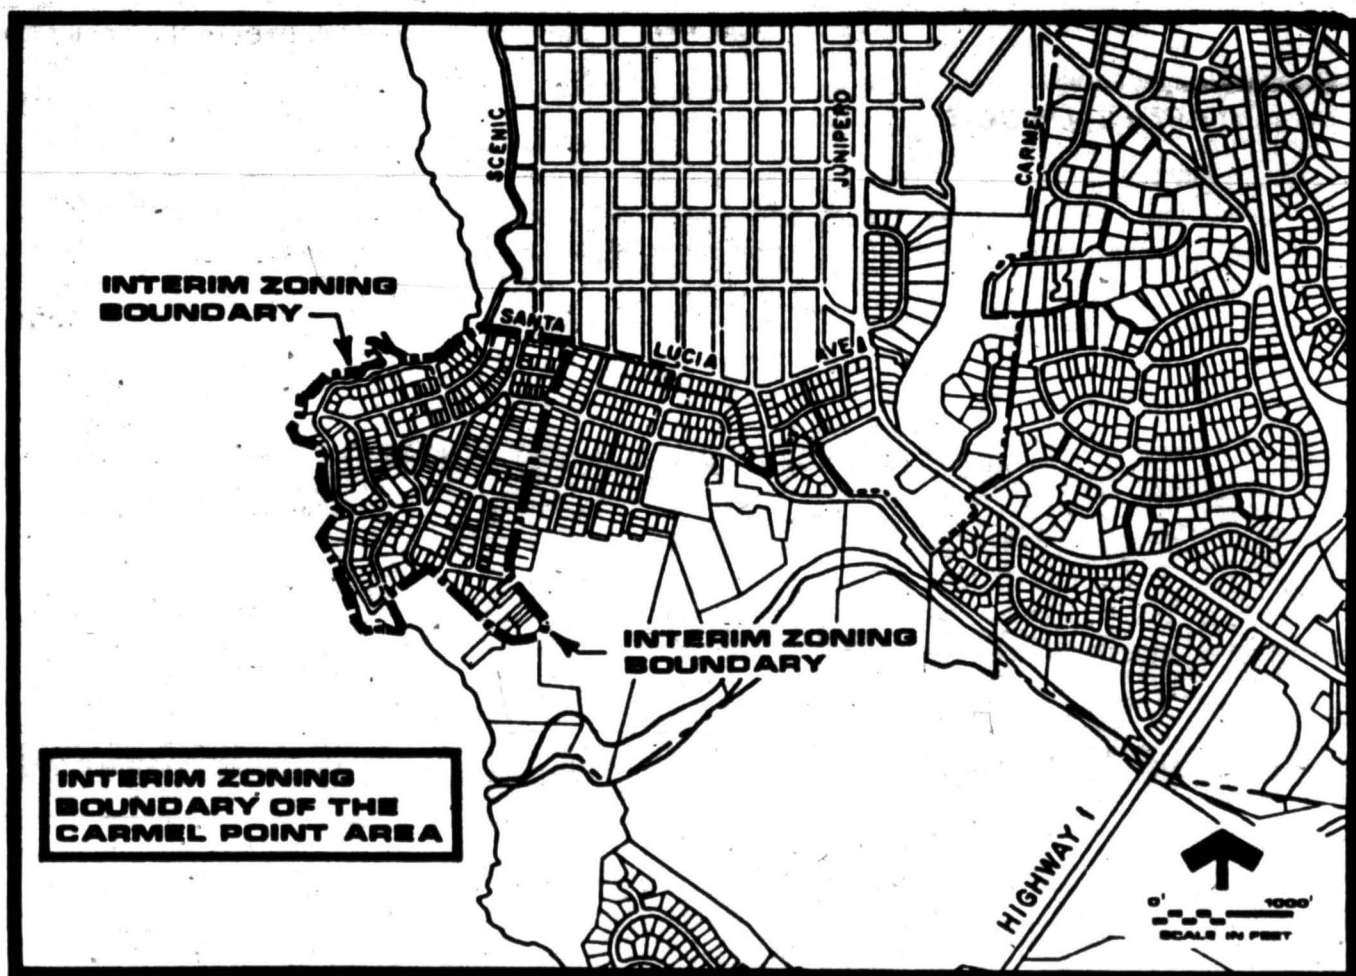 SCENIC
JUNIPERO
CARMEL
INTERIM ZONING
BOUNDARY
SANTA
LUCIA
AVE
INTERIM ZONING
BOUNDARY
INTERIM ZONING
BOUNDARY OF THE
CARMEL POINT AREA
HIGHWAY 1
0' 1000'
SCALE IN FEET